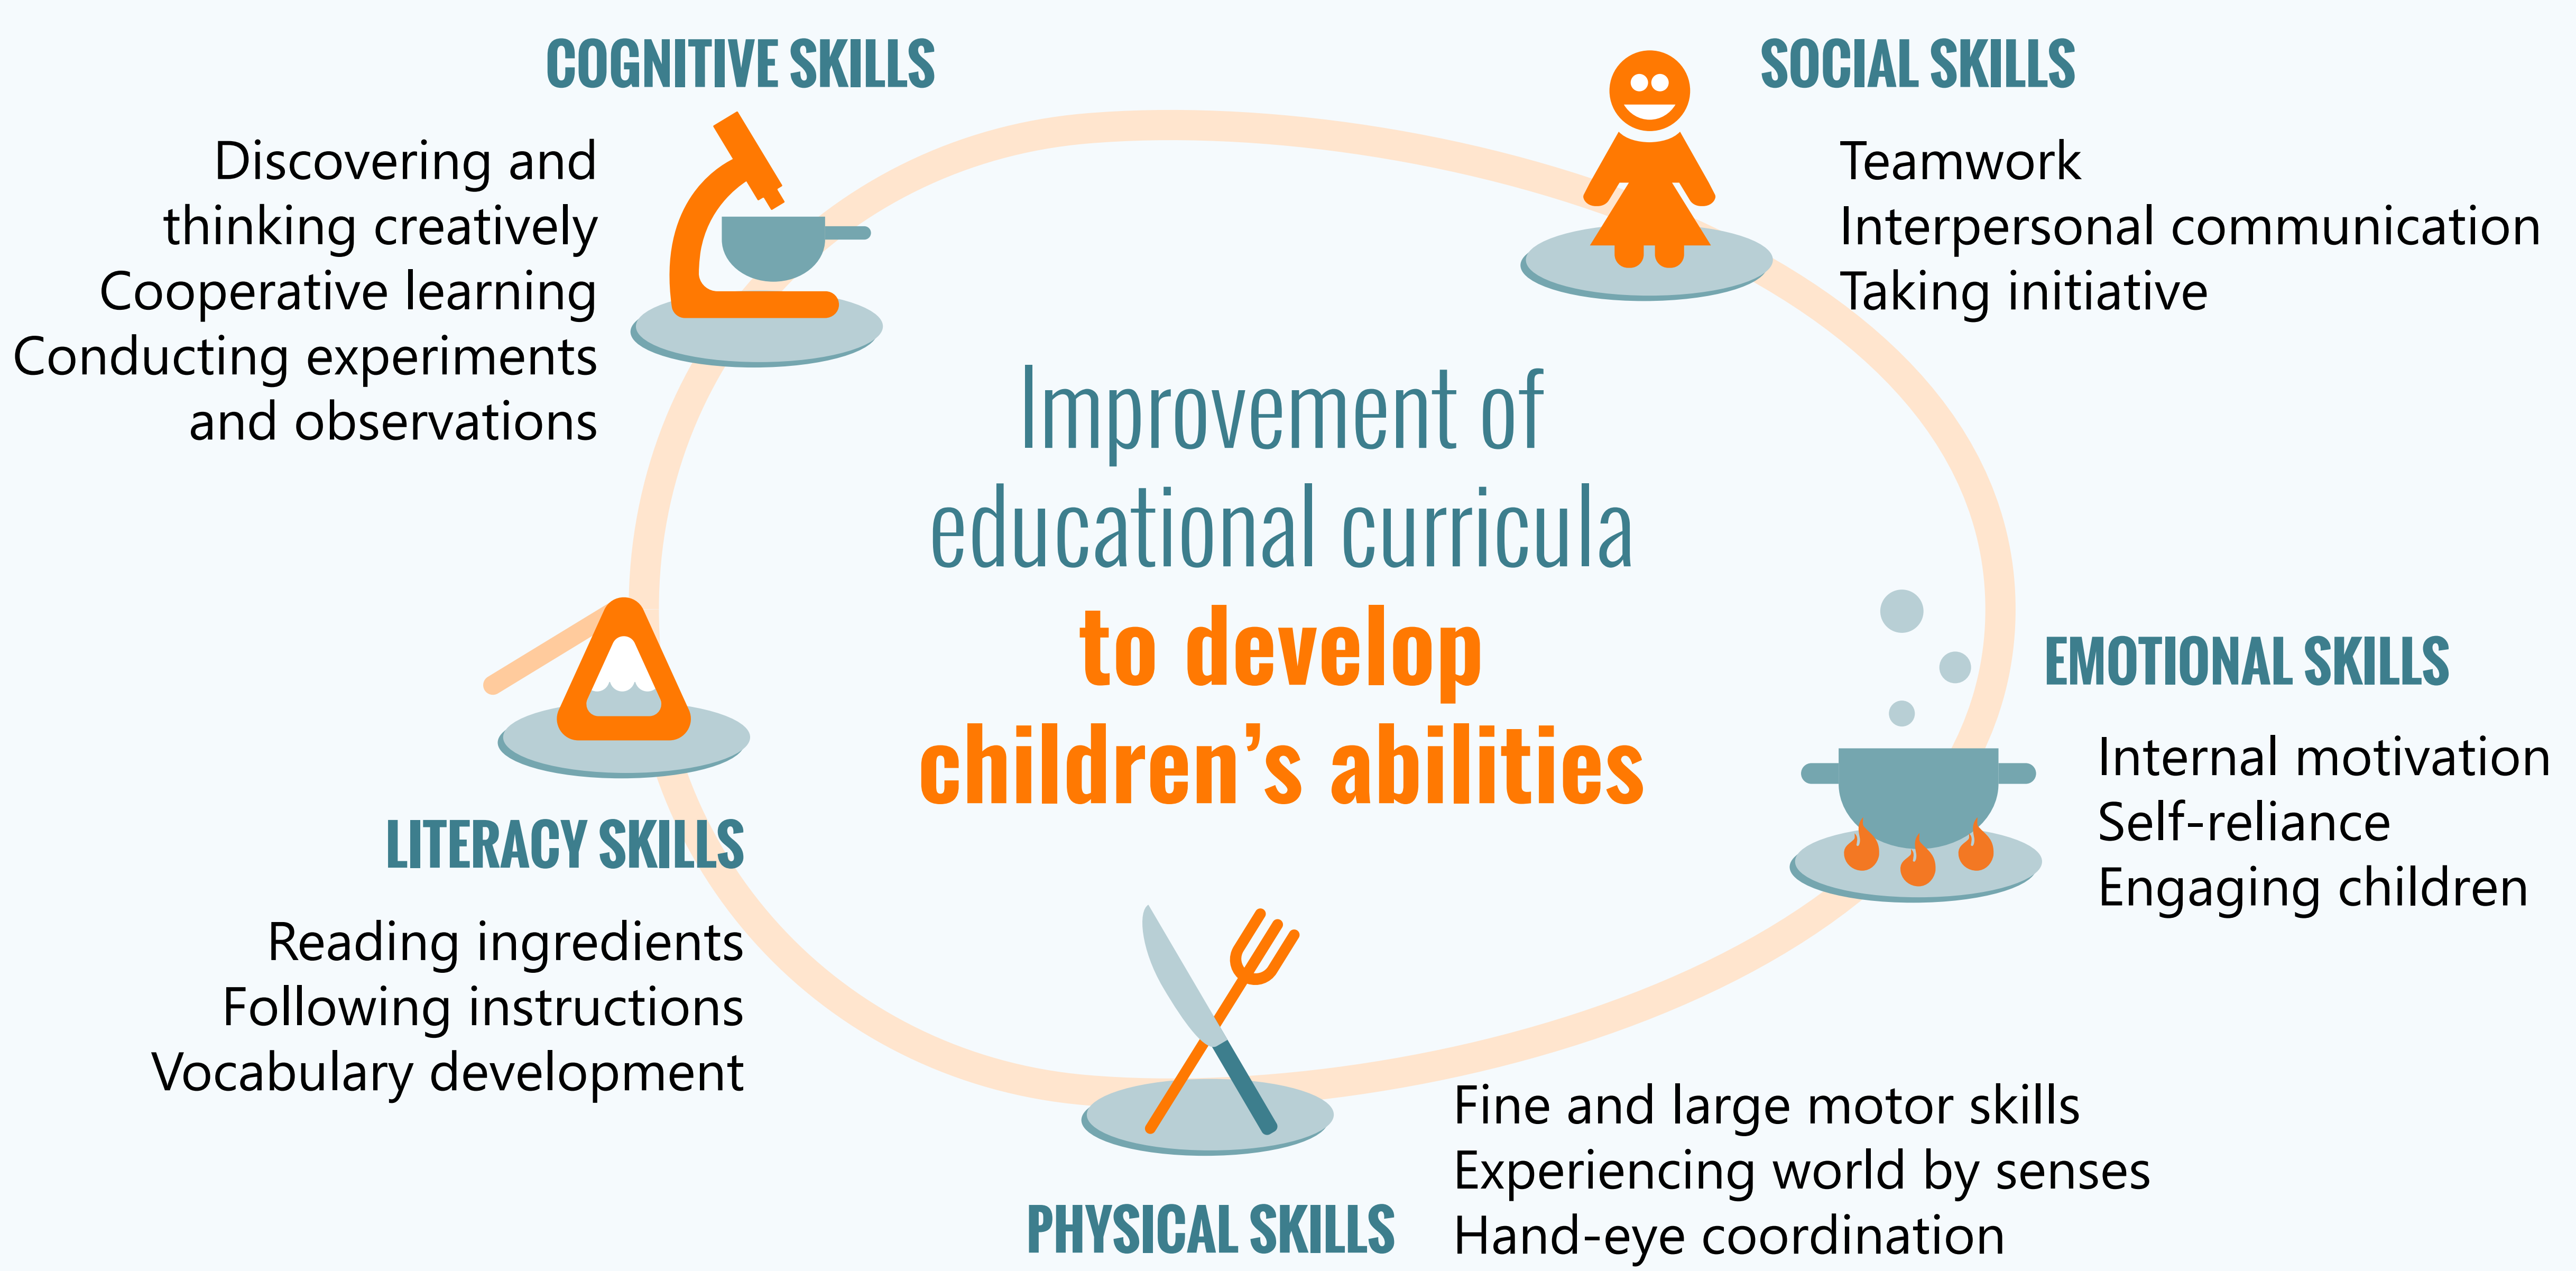 COGNITIVE SKILLS
Discovering and
thinking creatively
Cooperative learning
Conducting experiments
and observations
SOCIAL SKILLS
Teamwork
Interpersonal communication
Taking initiative
Improvement of
educational curricula
to develop
children’s abilities
EMOTIONAL SKILLS
Internal motivation
Self-reliance
Engaging children
LITERACY SKILLS
Reading ingredients
Following instructions
Vocabulary development
PHYSICAL SKILLS
Fine and large motor skills
Experiencing world by senses
Hand-eye coordination